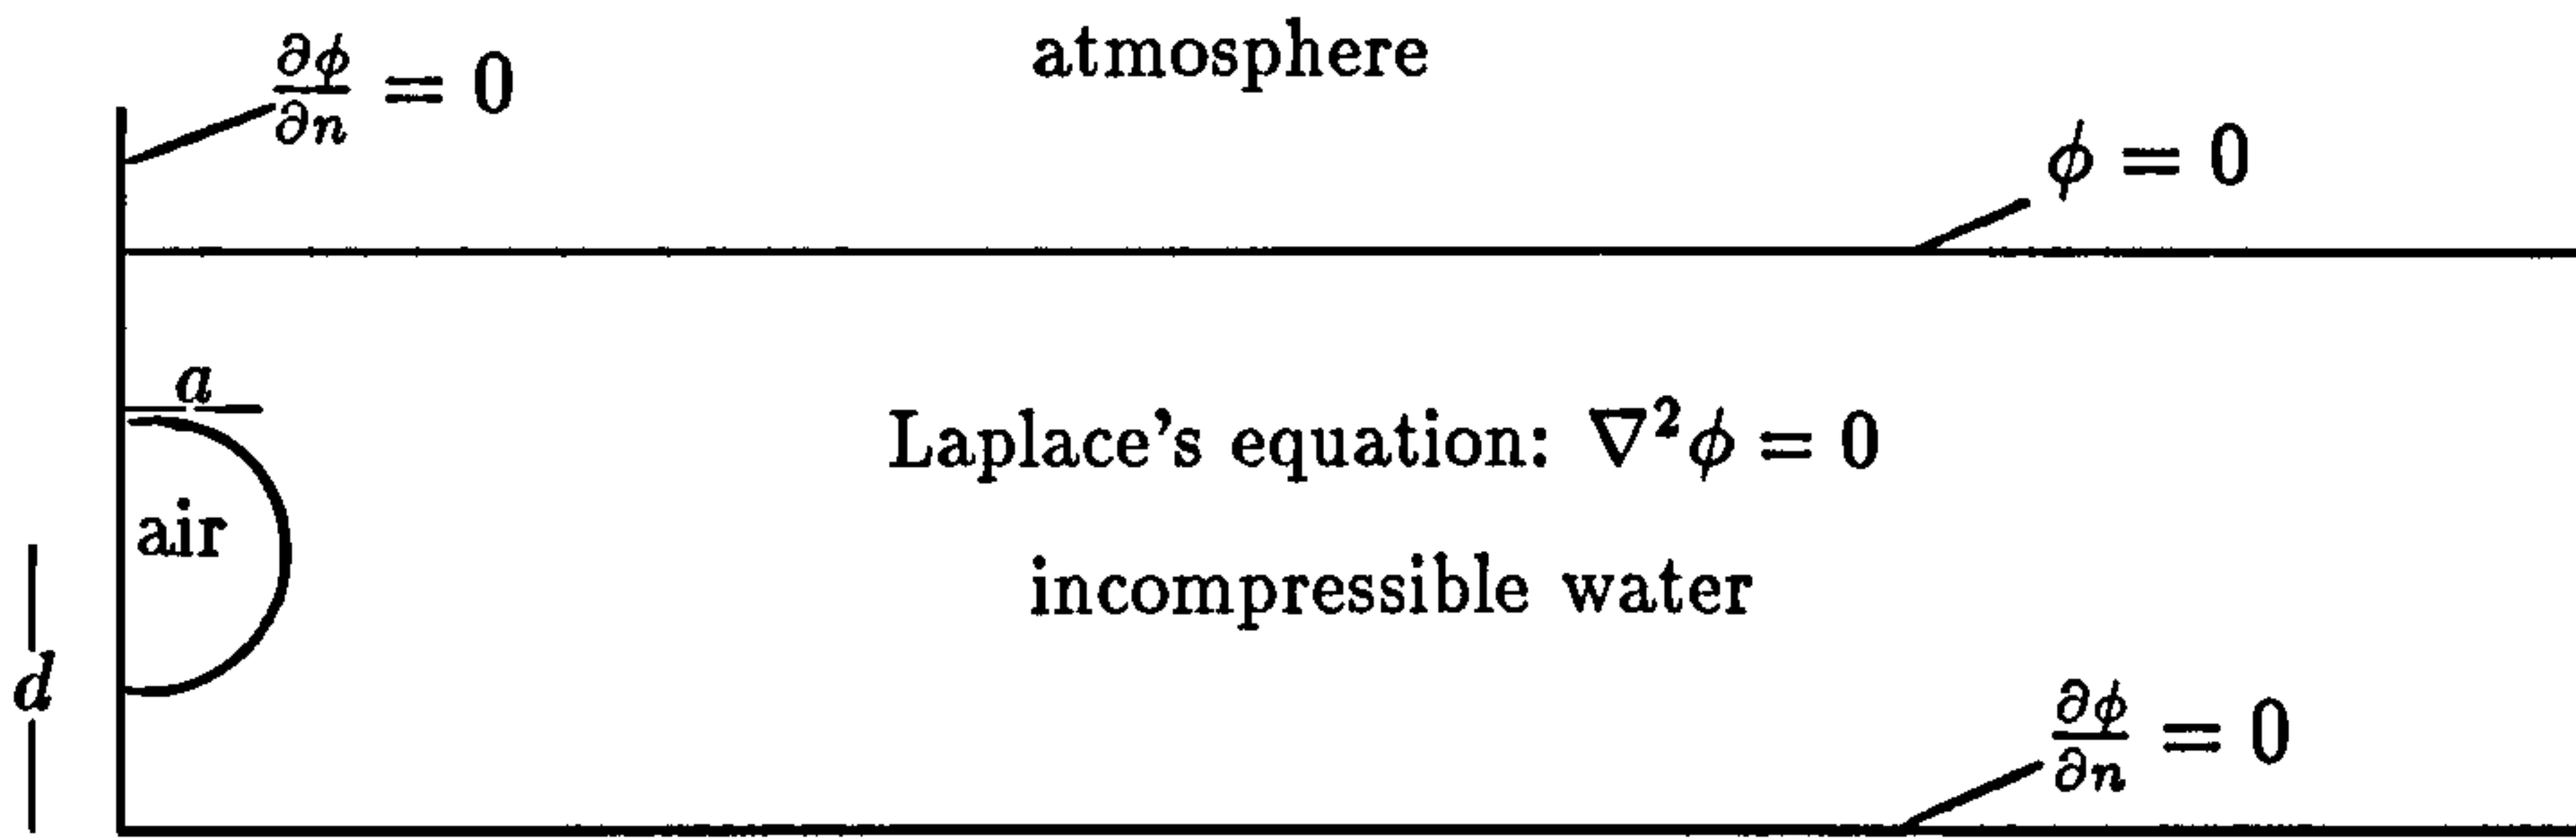 atmosphere
∂φ/∂n = 0
φ = 0
a
Laplace's equation: ∇²φ = 0
air
incompressible water
d
∂φ/∂n = 0